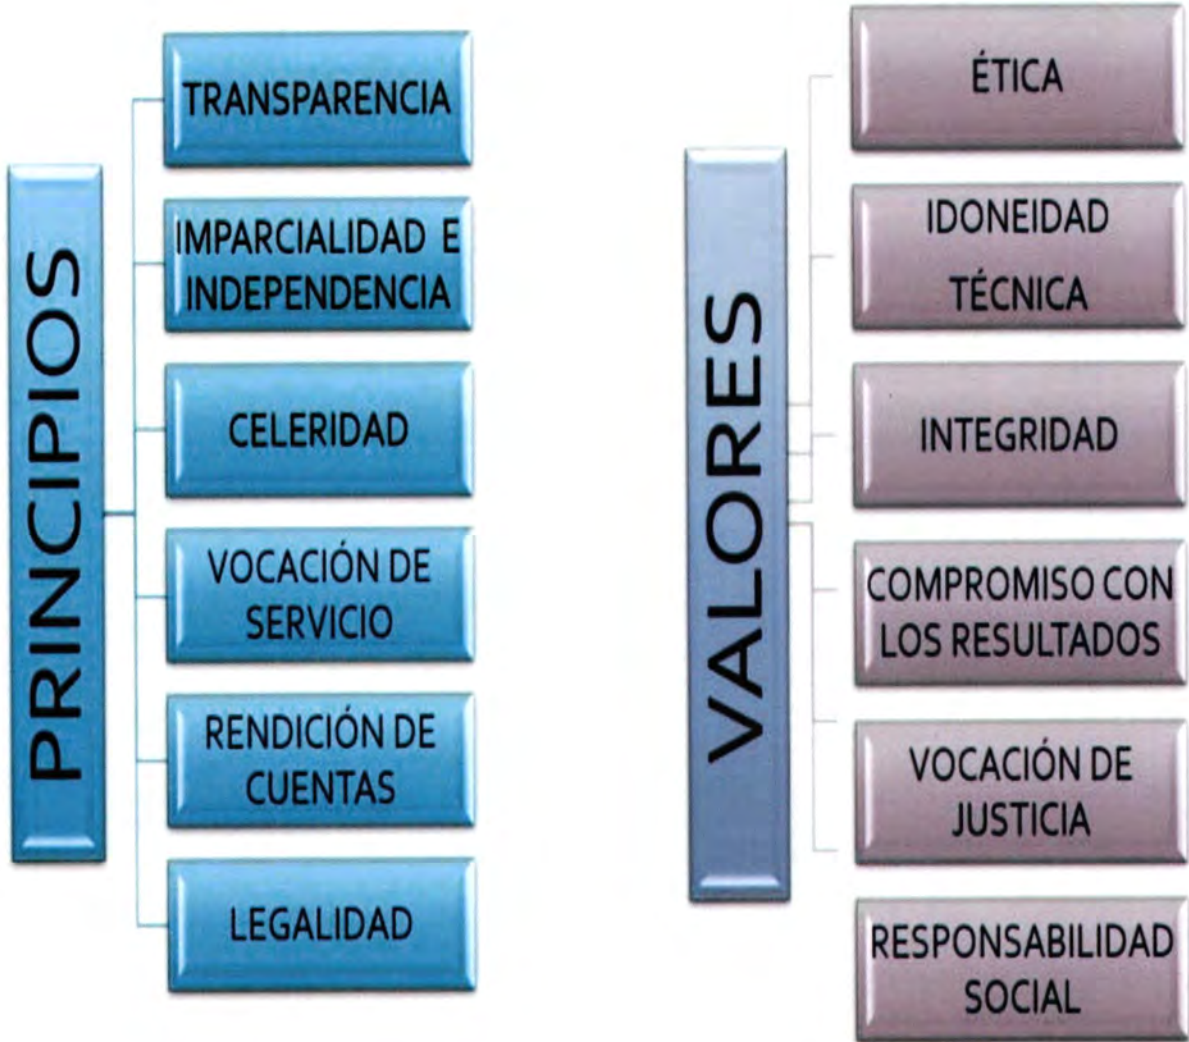 PRINCIPIOS
TRANSPARENCIA
IMPARCIALIDAD E
INDEPENDENCIA
CELERIDAD
VOCACIÓN DE
SERVICIO
RENDICIÓN DE
CUENTAS
LEGALIDAD
VALORES
ÉTICA
IDONEIDAD
TÉCNICA
INTEGRIDAD
COMPROMISO CON
LOS RESULTADOS
VOCACIÓN DE
JUSTICIA
RESPONSABILIDAD
SOCIAL